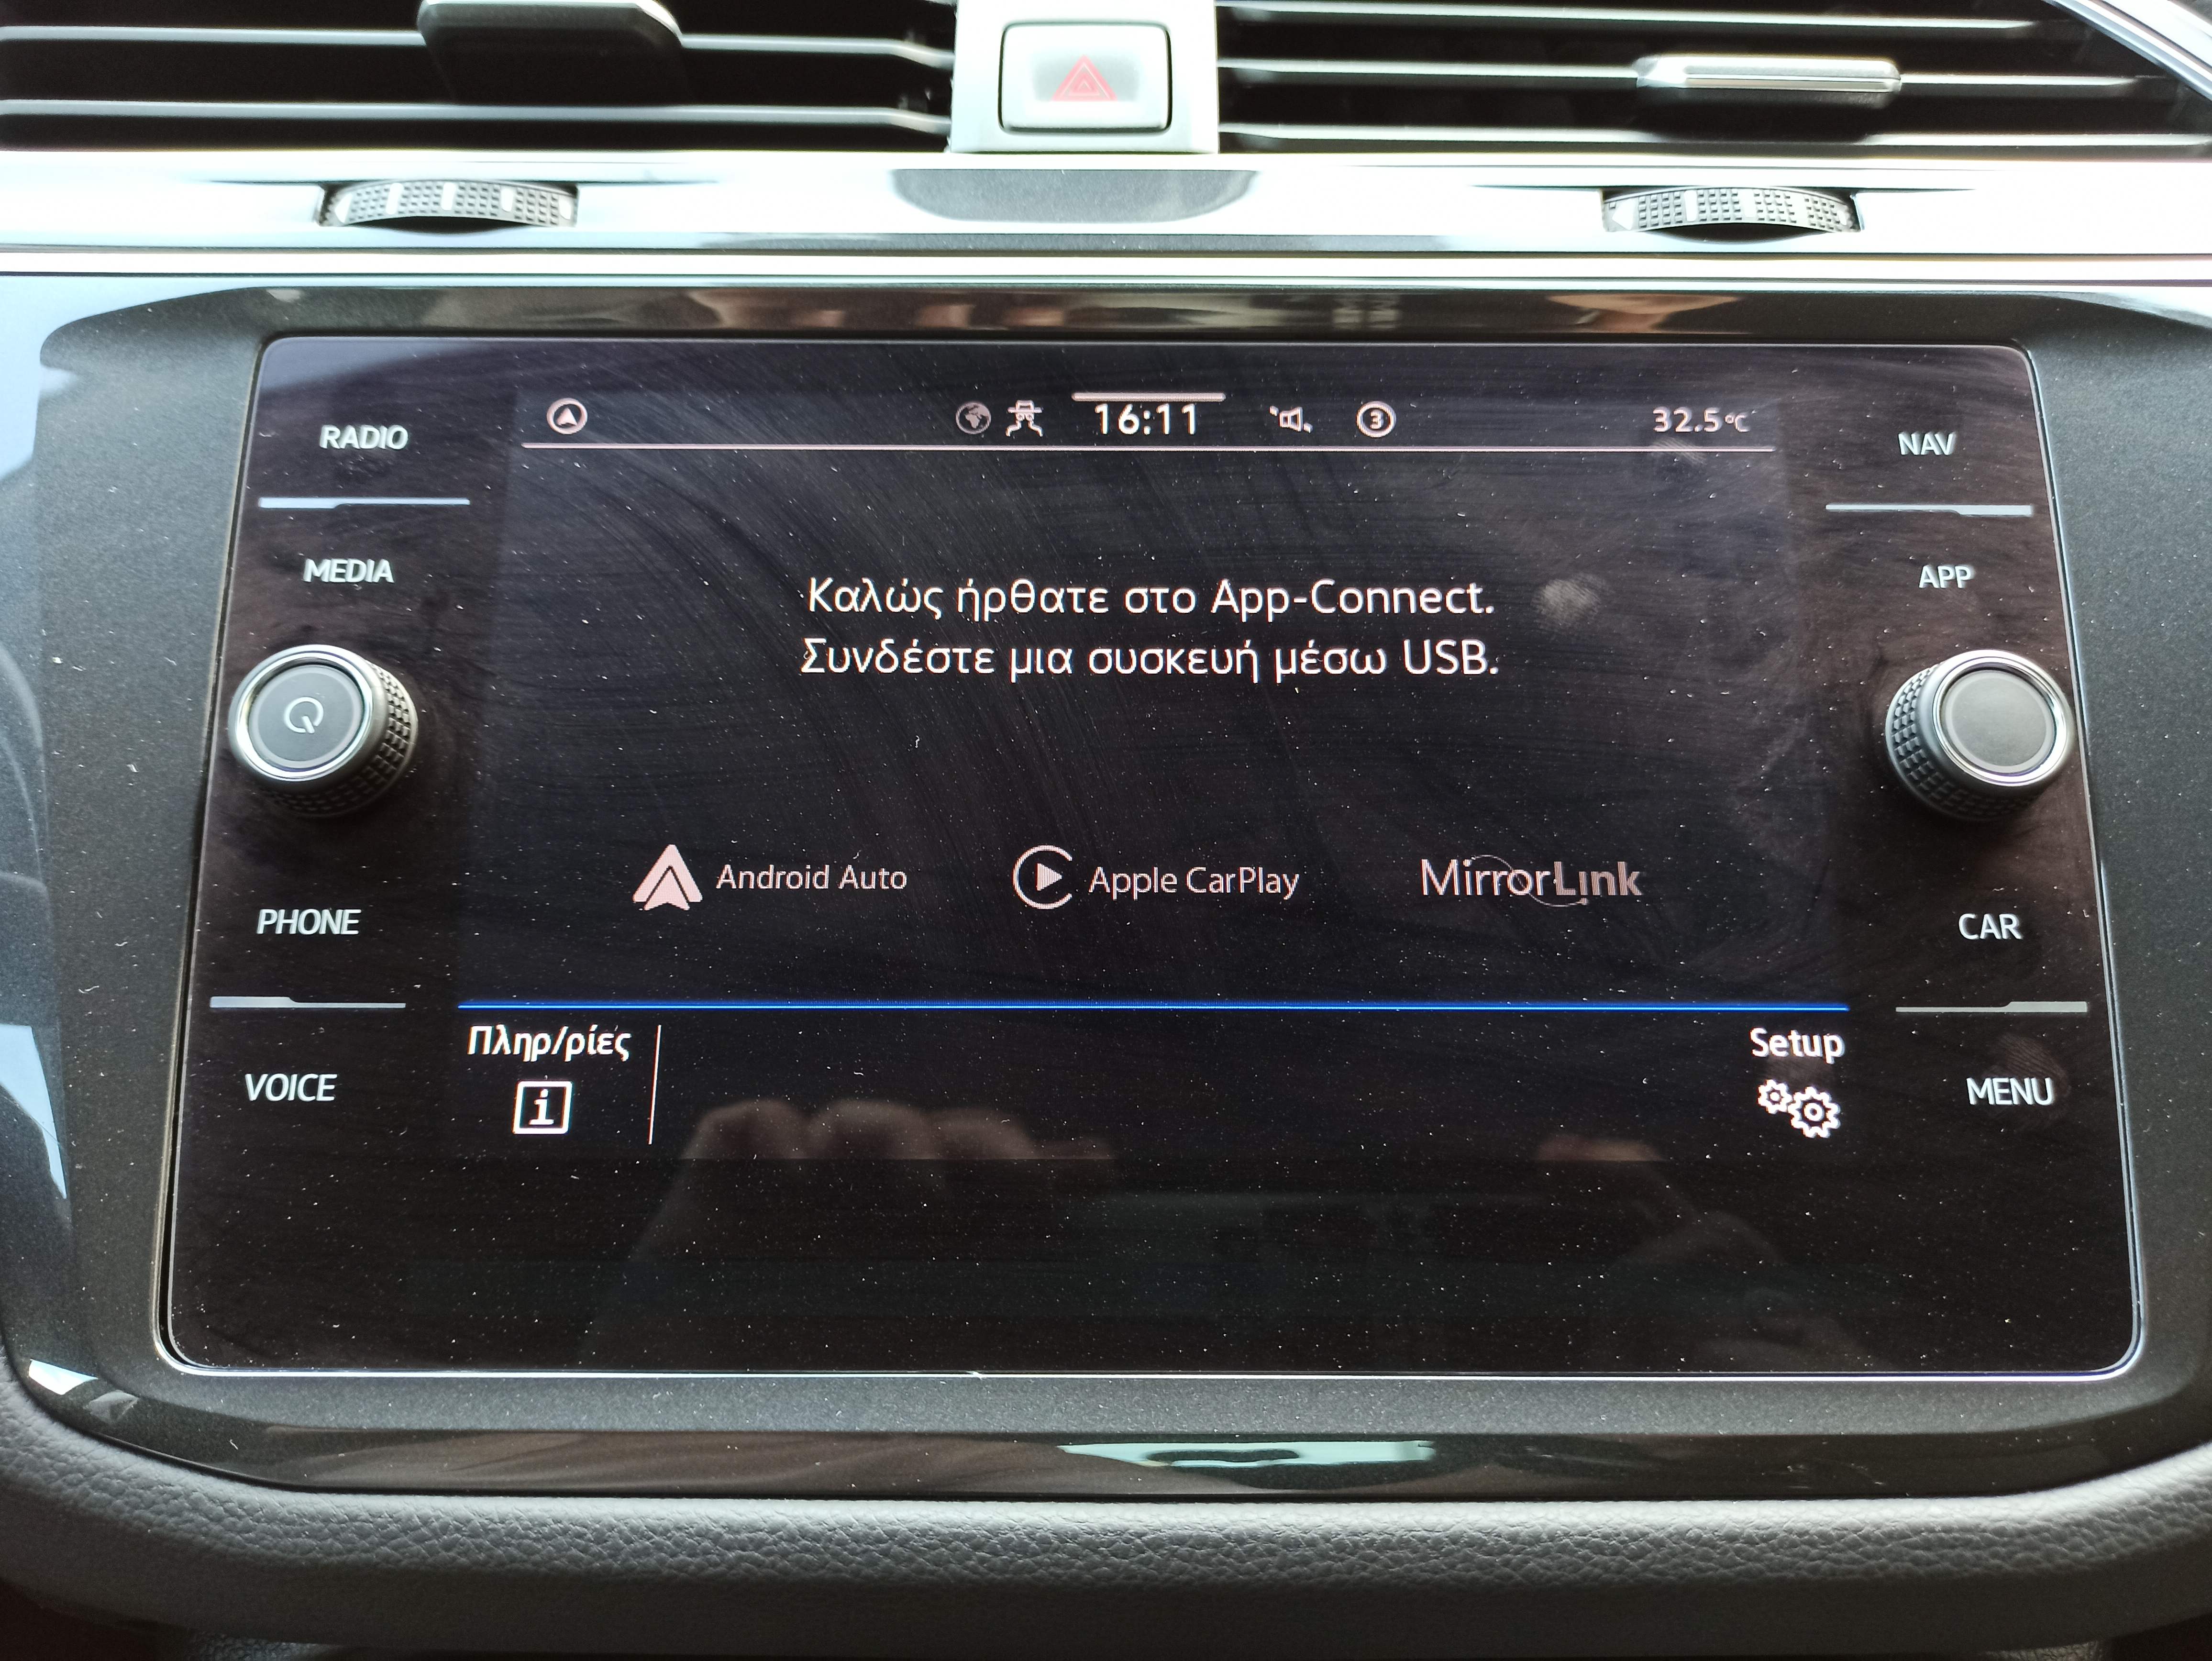 16:11
3
32.5°C
RADIO
NAV
MEDIA
APP
Καλώς ήρθατε στο App-Connect.
Συνδέστε μια συσκευή μέσω USB.
Android Auto
Apple CarPlay
MirrorLink
PHONE
CAR
Πληρ/ρίες
Setup
i
VOICE
MENU